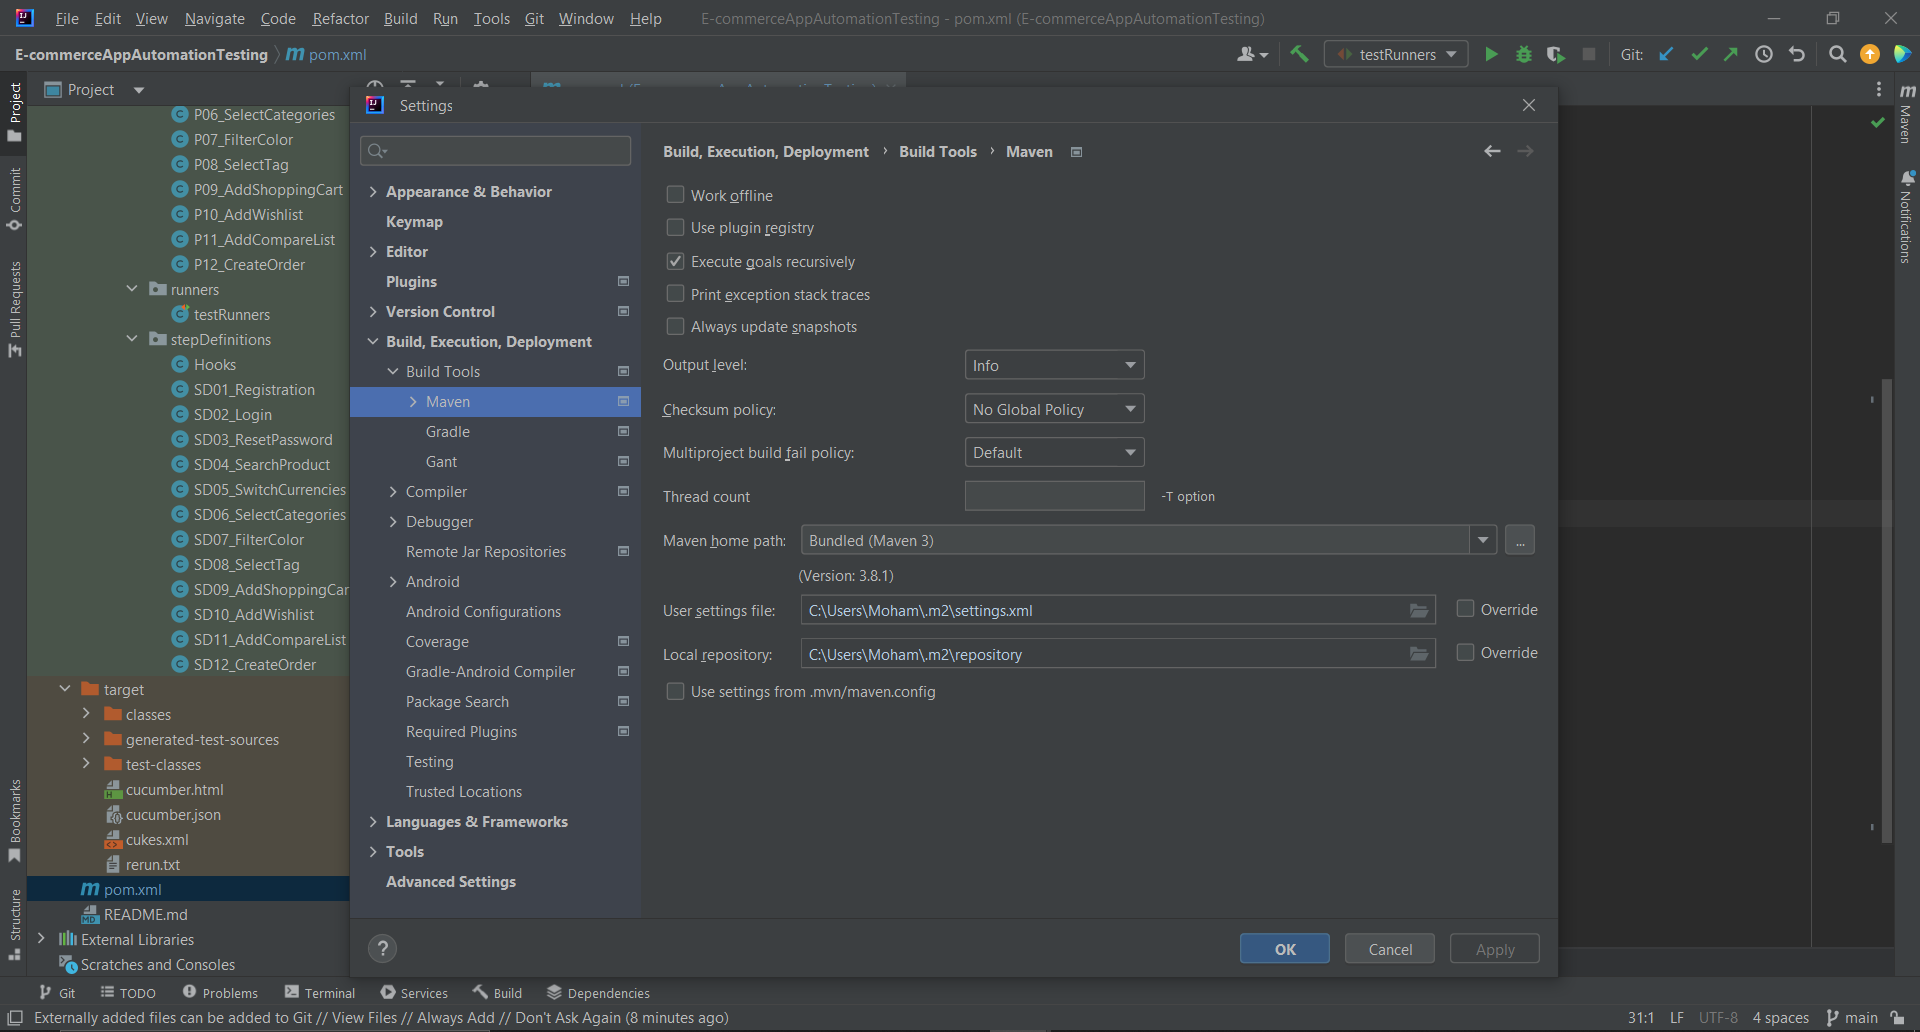 File Edit View Navigate Code Refactor Build Run Tools Git Window Help E-commerceAppAutomationTesting - pom.xml (E-commerceAppAutomationTesting)
E-commerceAppAutomationTesting pom.xml testRunners Git:
Project
Settings
Project
Commit
Pull Requests
Bookmarks
Structure
P06_SelectCategories
P07_FilterColor
P08_SelectTag
P09_AddShoppingCart
P10_AddWishlist
P11_AddCompareList
P12_CreateOrder
runners
testRunners
stepDefinitions
Hooks
SD01_Registration
SD02_Login
SD03_ResetPassword
SD04_SearchProduct
SD05_SwitchCurrencies
SD06_SelectCategories
SD07_FilterColor
SD08_SelectTag
SD09_AddShoppingCar
SD10_AddWishlist
SD11_AddCompareList
SD12_CreateOrder
target
classes
generated-test-sources
test-classes
cucumber.html
cucumber.json
cukes.xml
rerun.txt
pom.xml
README.md
External Libraries
Scratches and Consoles
Appearance & Behavior
Keymap
Editor
Plugins
Version Control
Build, Execution, Deployment
Build Tools
Maven
Gradle
Gant
Compiler
Debugger
Remote Jar Repositories
Android
Android Configurations
Coverage
Gradle-Android Compiler
Package Search
Required Plugins
Testing
Trusted Locations
Languages & Frameworks
Tools
Advanced Settings
Build, Execution, Deployment › Build Tools › Maven
Work offline
Use plugin registry
Execute goals recursively
Print exception stack traces
Always update snapshots
Output level: Info
Checksum policy: No Global Policy
Multiproject build fail policy: Default
Thread count -T option
Maven home path: Bundled (Maven 3) ...
(Version: 3.8.1)
User settings file: C:\Users\Moham\.m2\settings.xml Override
Local repository: C:\Users\Moham\.m2\repository Override
Use settings from .mvn/maven.config
? OK Cancel Apply
Maven
Notifications
Git TODO Problems Terminal Services Build Dependencies
Externally added files can be added to Git // View Files // Always Add // Don't Ask Again (8 minutes ago) 31:1 LF UTF-8 4 spaces main